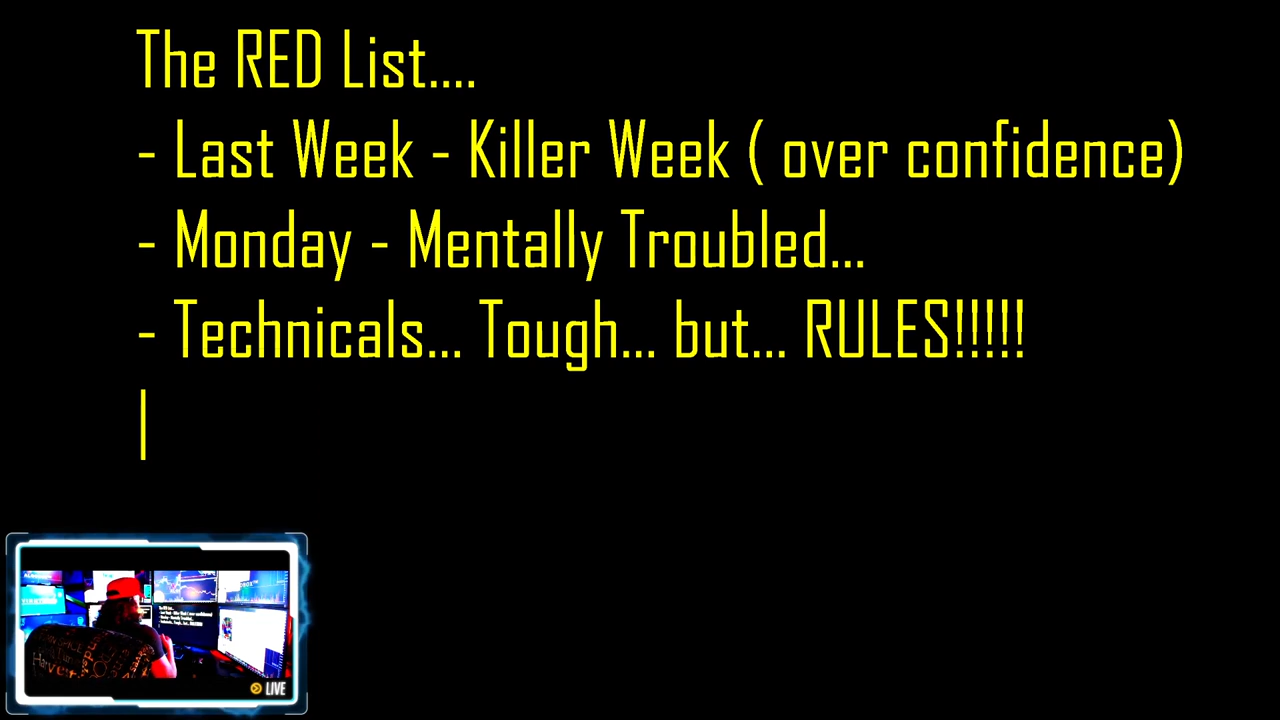 The RED List....
- Last Week - Killer Week ( over confidence)
- Monday - Mentally Troubled...
- Technicals... Tough... but... RULES!!!!!
LIVE